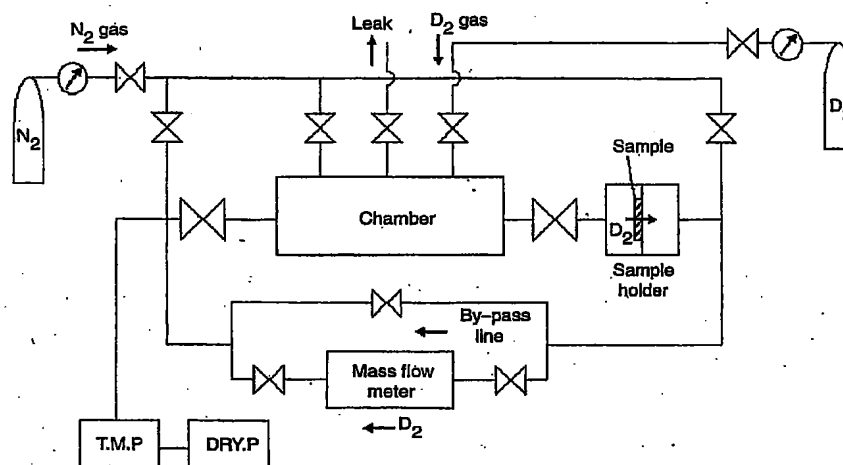 Leak
D2 gas
N2 gas
N2
D
Sample
Chamber
D2
Sample
holder
By-pass
line
Mass flow
meter
D2
T.M.P
DRY.P